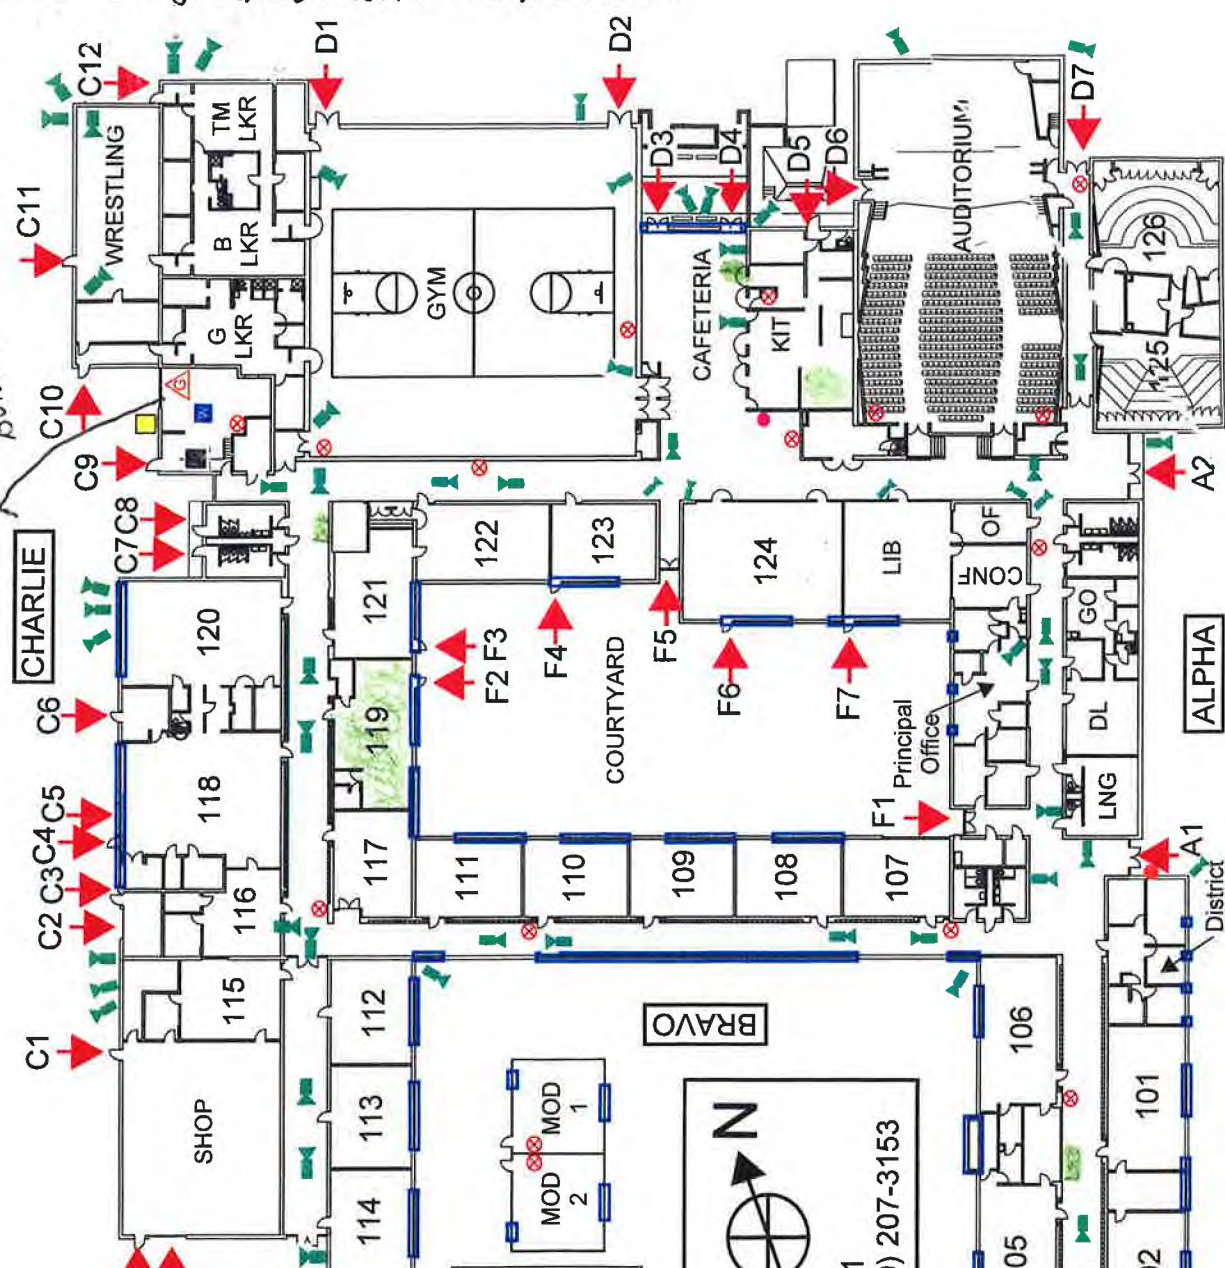 D1
D2
C12
C11
WRESTLING
TM
LKR
B
LKR
G
LKR
GYM
D3
D4
D5
D6
D7
AUDITORIUM
CAFETERIA
KIT
126
125
C10
C9
G
W
C8
C7
CHARLIE
120
121
122
123
124
LIB
OF
CONF
GO
A2
C6
F3
F2
F4
F5
F6
F7
119
COURTYARD
Principal
Office
DL
ALPHA
C5
C4
C3
C2
118
116
117
111
110
109
108
107
F1
LNG
A1
District
C1
115
112
BRAVO
106
SHOP
113
114
MOD
1
MOD
2
N
101
) 207-3153
1
05
02